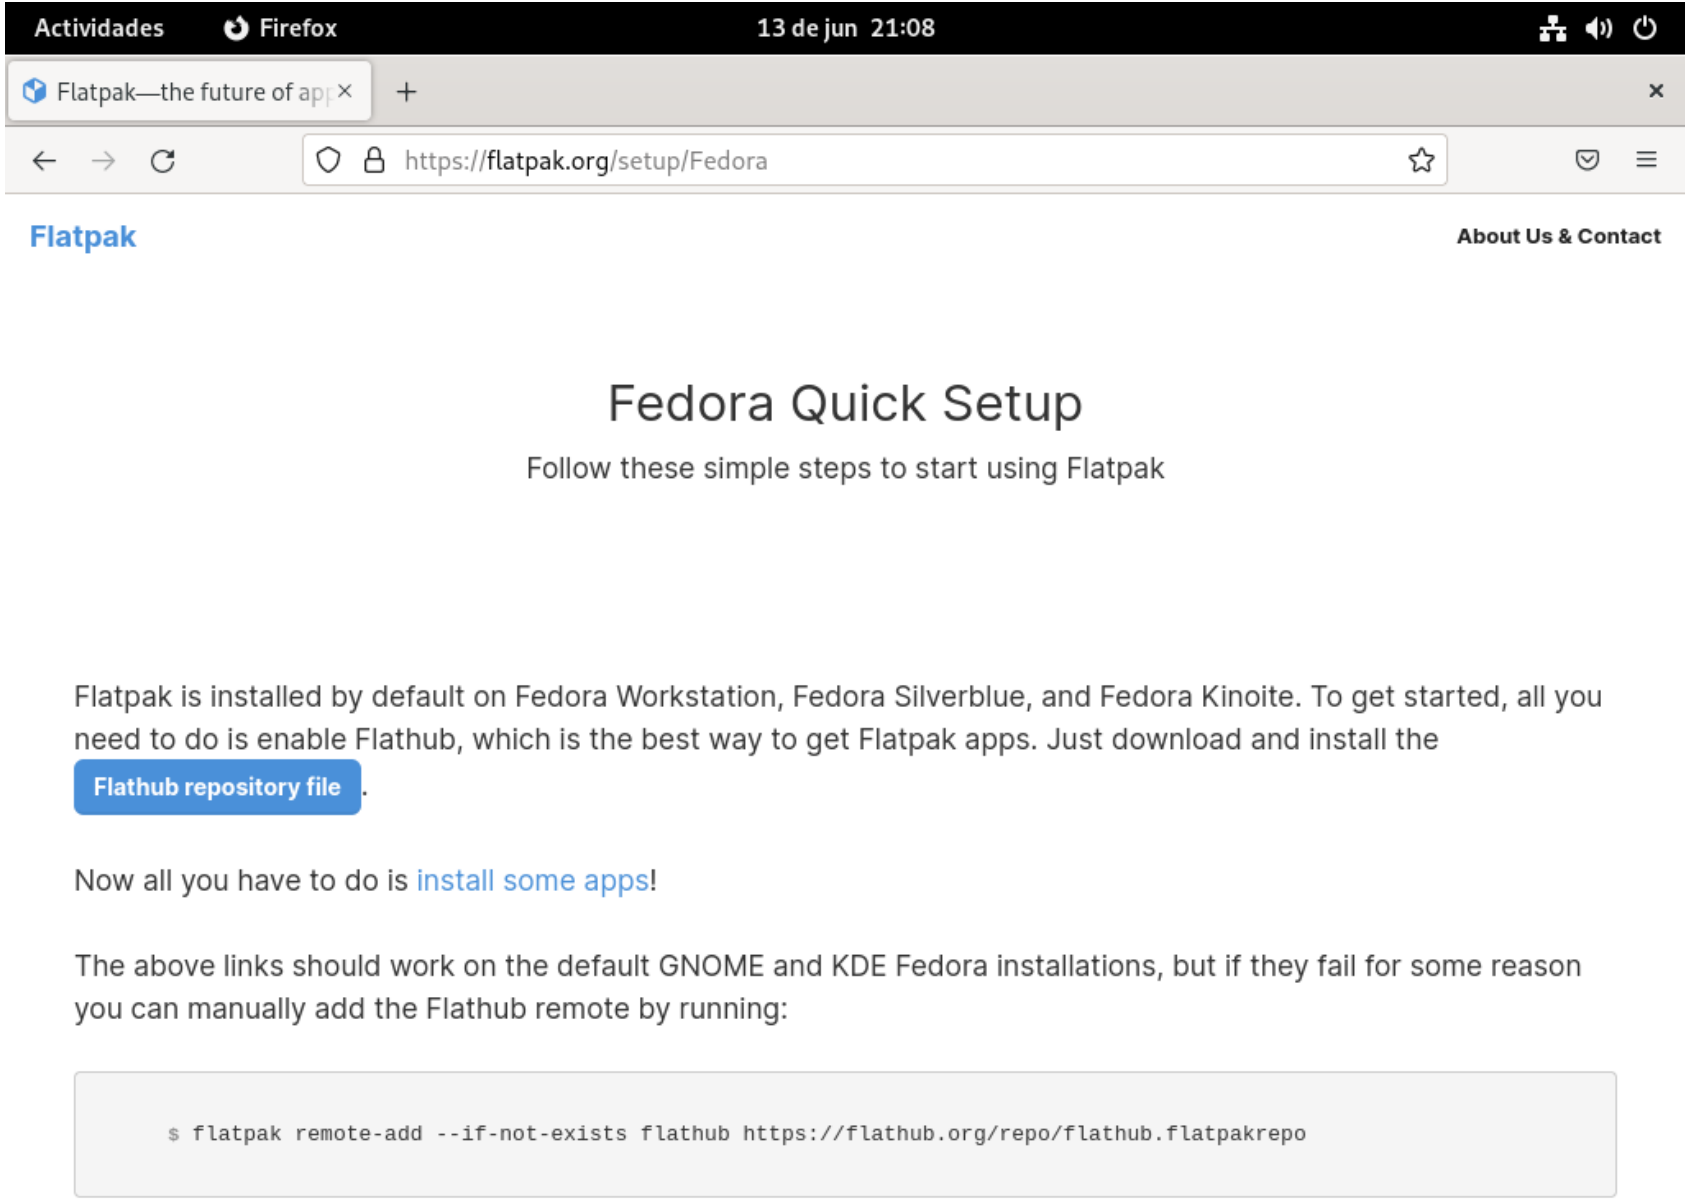 Actividades Firefox 13 de jun 21:08
Flatpak—the future of app
https://flatpak.org/setup/Fedora
Flatpak About Us & Contact
Fedora Quick Setup
Follow these simple steps to start using Flatpak
Flatpak is installed by default on Fedora Workstation, Fedora Silverblue, and Fedora Kinoite. To get started, all you
need to do is enable Flathub, which is the best way to get Flatpak apps. Just download and install the
Flathub repository file.
Now all you have to do is install some apps!
The above links should work on the default GNOME and KDE Fedora installations, but if they fail for some reason
you can manually add the Flathub remote by running:
$ flatpak remote-add --if-not-exists flathub https://flathub.org/repo/flathub.flatpakrepo